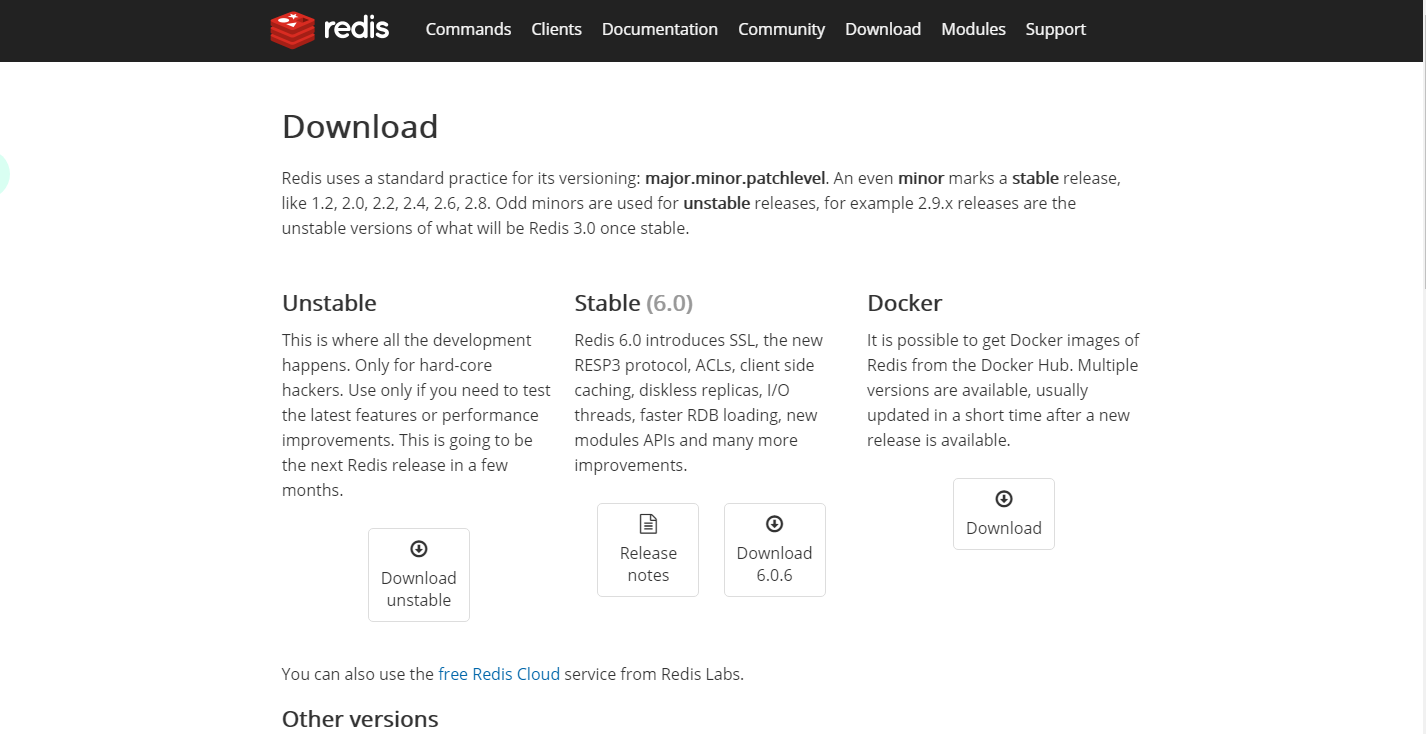 redis
Commands Clients Documentation Community Download Modules Support
Download
Redis uses a standard practice for its versioning: major.minor.patchlevel. An even minor marks a stable release,
like 1.2, 2.0, 2.2, 2.4, 2.6, 2.8. Odd minors are used for unstable releases, for example 2.9.x releases are the
unstable versions of what will be Redis 3.0 once stable.
Unstable
This is where all the development
happens. Only for hard-core
hackers. Use only if you need to test
the latest features or performance
improvements. This is going to be
the next Redis release in a few
months.
Download
unstable
Stable (6.0)
Redis 6.0 introduces SSL, the new
RESP3 protocol, ACLs, client side
caching, diskless replicas, I/O
threads, faster RDB loading, new
modules APIs and many more
improvements.
Release
notes
Download
6.0.6
Docker
It is possible to get Docker images of
Redis from the Docker Hub. Multiple
versions are available, usually
updated in a short time after a new
release is available.
Download
You can also use the free Redis Cloud service from Redis Labs.
Other versions